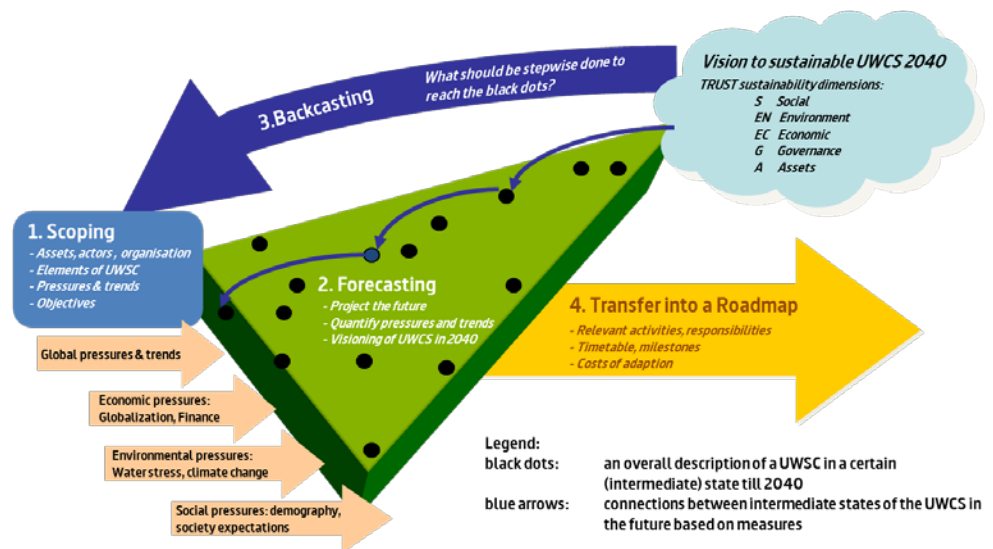 Vision to sustainable UWCS 2040
TRUST sustainability dimensions:
S Social
EN Environment
EC Economic
G Governance
A Assets
What should be stepwise done to
reach the black dots?
3.Backcasting
1. Scoping
- Assets, actors , organisation
- Elements of UWSC
- Pressures & trends
- Objectives
2. Forecasting
- Project the future
- Quantify pressures and trends
- Visioning of UWCS in 2040
4. Transfer into a Roadmap
- Relevant activities, responsibilities
- Timetable, milestones
- Costs of adaption
Global pressures & trends
Economic pressures:
Globalization, Finance
Environmental pressures:
Water stress, climate change
Social pressures: demography,
society expectations
Legend:
black dots: an overall description of a UWSC in a certain
(intermediate) state till 2040
blue arrows: connections between intermediate states of the UWCS in
the future based on measures